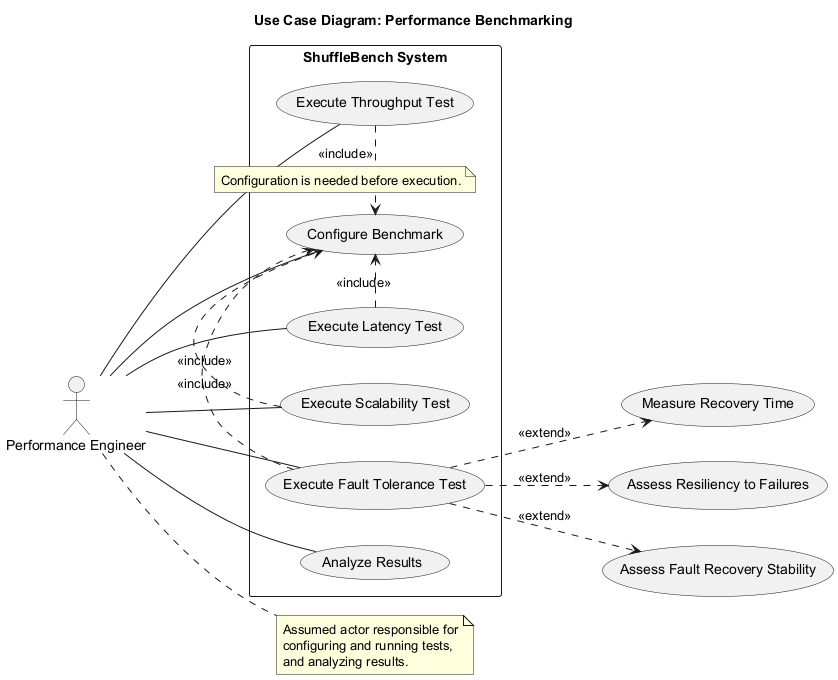 Use Case Diagram: Performance Benchmarking
ShuffleBench System
Execute Throughput Test
«include»
Configuration is needed before execution.
Configure Benchmark
«include»
Execute Latency Test
«include»
«include»
Execute Scalability Test
Measure Recovery Time
Performance Engineer
«extend»
Execute Fault Tolerance Test
«extend»
Assess Resiliency to Failures
«extend»
Analyze Results
Assess Fault Recovery Stability
Assumed actor responsible for
configuring and running tests,
and analyzing results.